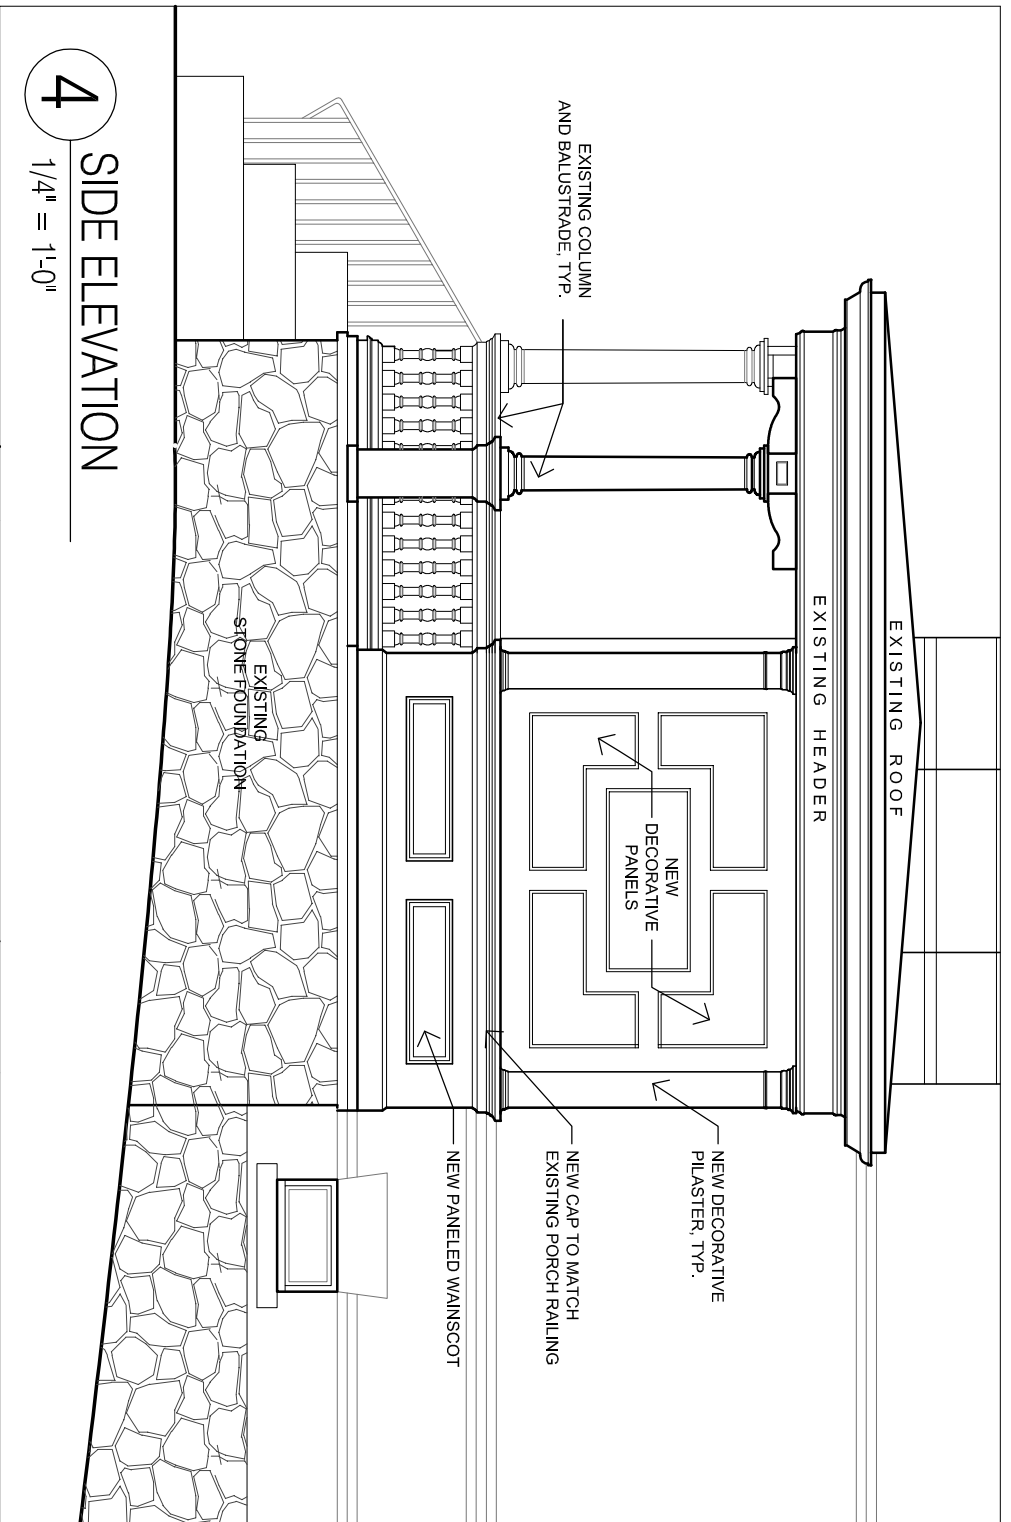 EXISTING ROOF
EXISTING HEADER
EXISTING COLUMN
AND BALUSTRADE, TYP.
NEW
DECORATIVE
PANELS
NEW DECORATIVE
PILASTER, TYP.
NEW CAP TO MATCH
EXISTING PORCH RAILING
NEW PANELED WAINSCOT
EXISTING
STONE FOUNDATION
4
SIDE ELEVATION
1/4" = 1'-0"